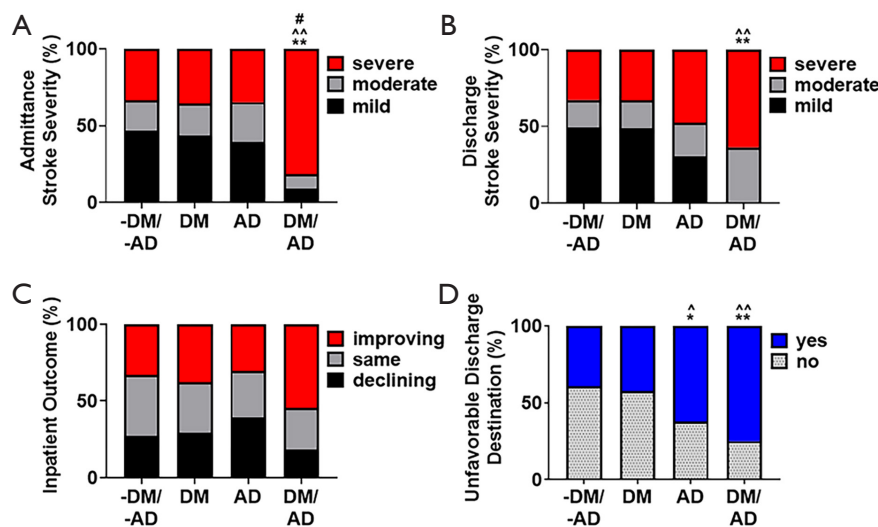 A
Admittance
Stroke Severity (%)
100
50
0
#
^^
**
severe
moderate
mild
-DM/
-AD
DM
AD
DM/
AD
B
Discharge
Stroke Severity (%)
100
50
0
^^
**
severe
moderate
mild
-DM/
-AD
DM
AD
DM/
AD
C
Inpatient Outcome (%)
100
50
0
improving
same
declining
-DM/
-AD
DM
AD
DM/
AD
D
Unfavorable Discharge
Destination (%)
100
50
0
^
*
^^
**
yes
no
-DM/
-AD
DM
AD
DM/
AD